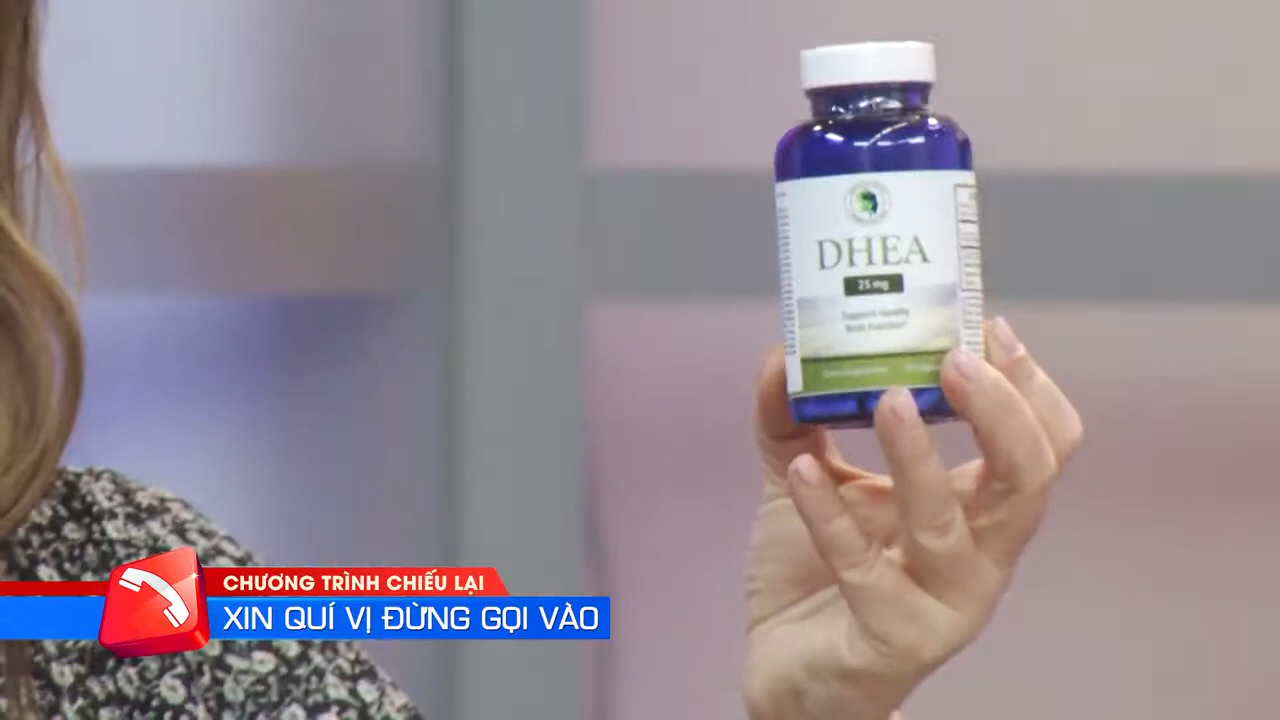 DHEA
25 mg
Supports Healthy
Brain Function*
CHƯƠNG TRÌNH CHIẾU LẠI
XIN QUÍ VỊ ĐỪNG GỌI VÀO